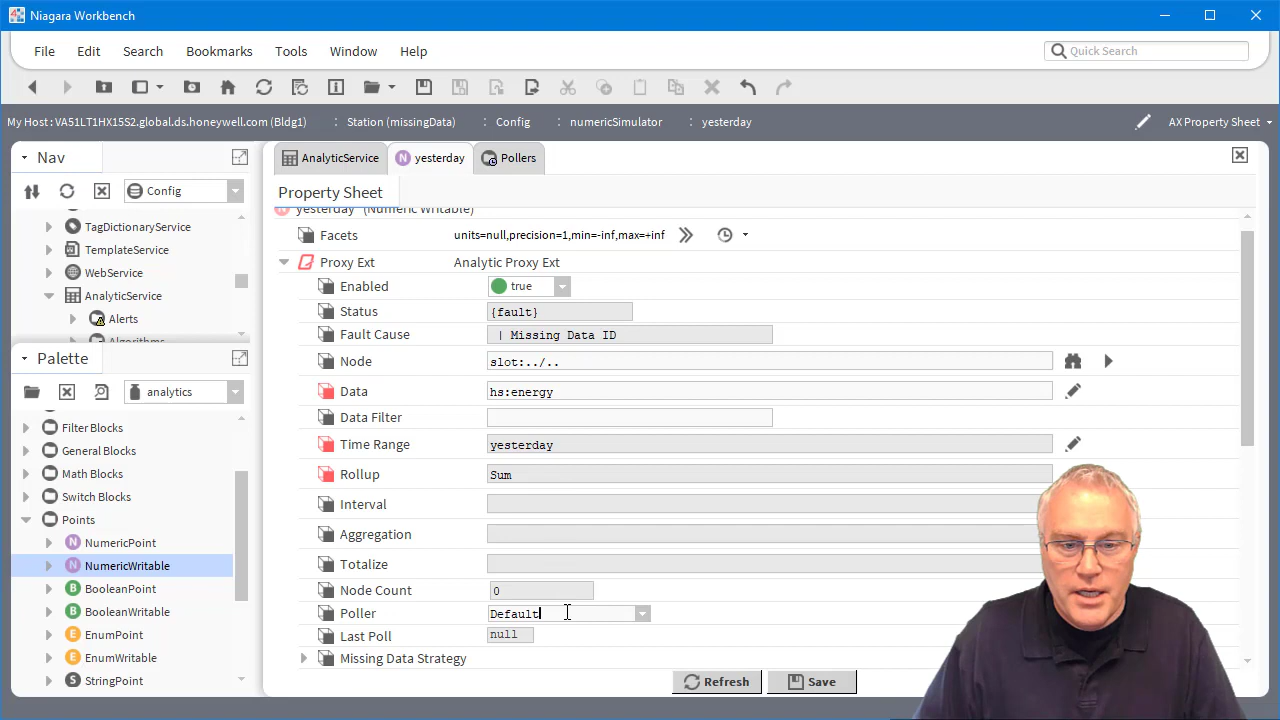 Niagara Workbench
File Edit Search Bookmarks Tools Window Help Quick Search
My Host : VA51LT1HX15S2.global.ds.honeywell.com (Bldg1) : Station (missingData) : Config : numericSimulator : yesterday AX Property Sheet
Nav
Config
TagDictionaryService
TemplateService
WebService
AnalyticService
Alerts
Algorithms
Palette
analytics
Filter Blocks
General Blocks
Math Blocks
Switch Blocks
Points
NumericPoint
NumericWritable
BooleanPoint
BooleanWritable
EnumPoint
EnumWritable
StringPoint
AnalyticService yesterday Pollers
Property Sheet
yesterday (Numeric Writable)
Facets units=null,precision=1,min=-inf,max=+inf
Proxy Ext Analytic Proxy Ext
Enabled true
Status {fault}
Fault Cause | Missing Data ID
Node slot:../..
Data hs:energy
Data Filter
Time Range yesterday
Rollup Sum
Interval
Aggregation
Totalize
Node Count 0
Poller Default
Last Poll null
Missing Data Strategy
Refresh Save